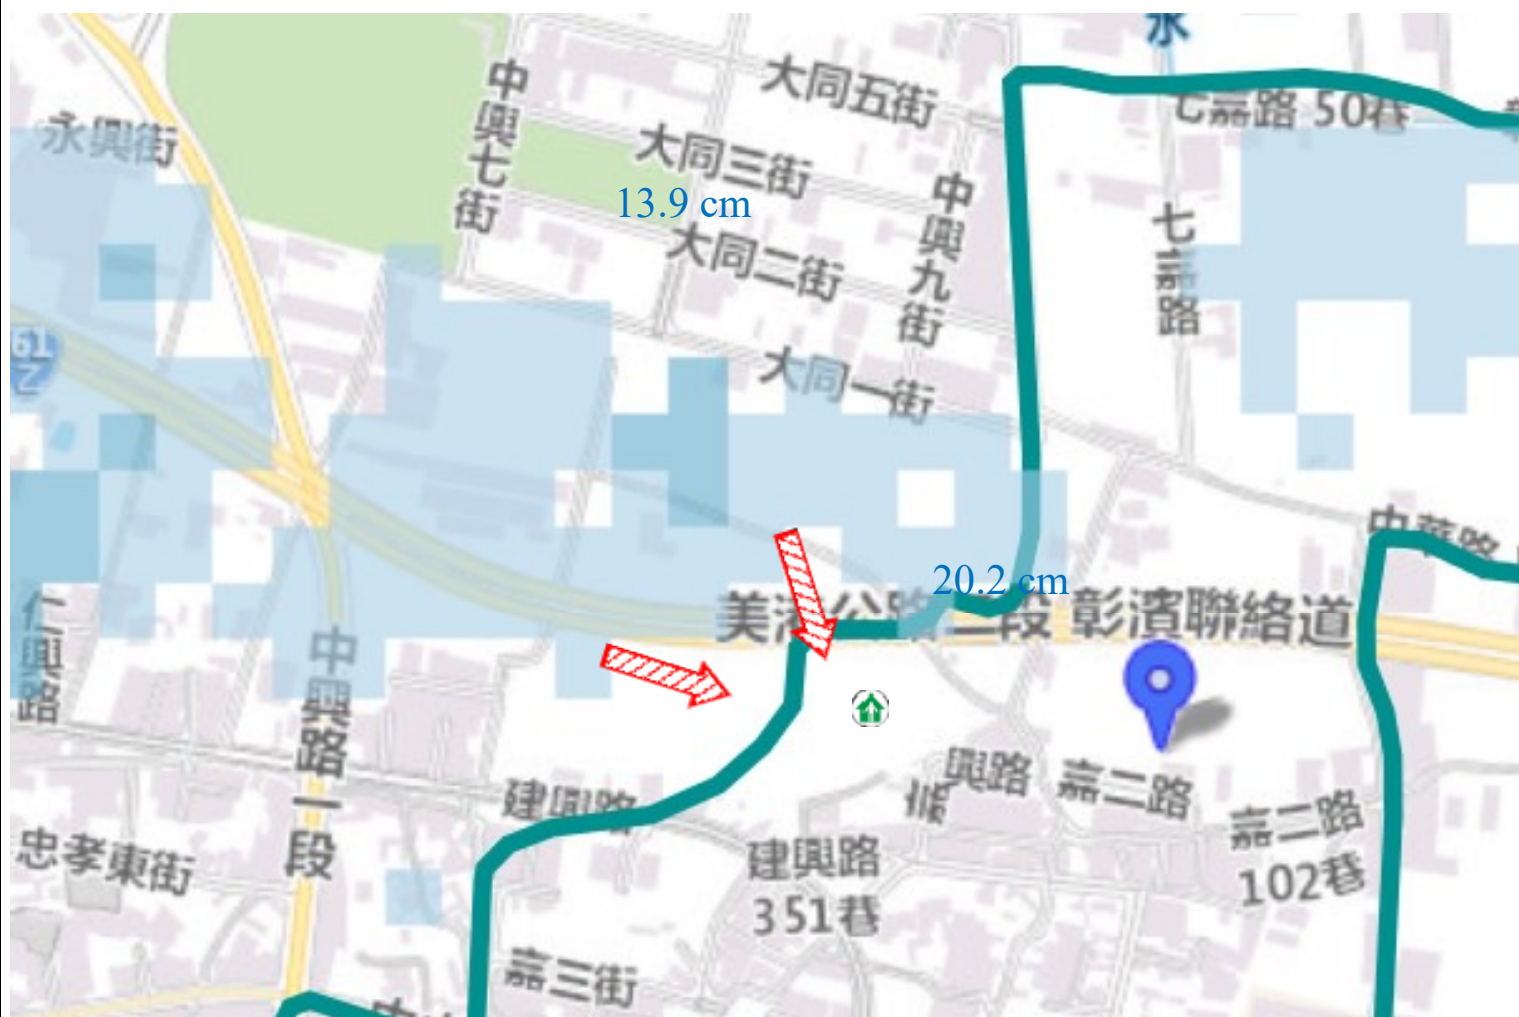 永
大同五街
七嘉路 50巷
中興七街
永興街
大同三街
13.9 cm
中興九街
大同二街
七嘉路
61
乙
大同一街
中華路
20.2 cm
美港公路二段 彰濱聯絡道
仁興路
中興路一段
興路
嘉二路
建興路
嘉二路
102巷
忠孝東街
建興路
351巷
嘉三街